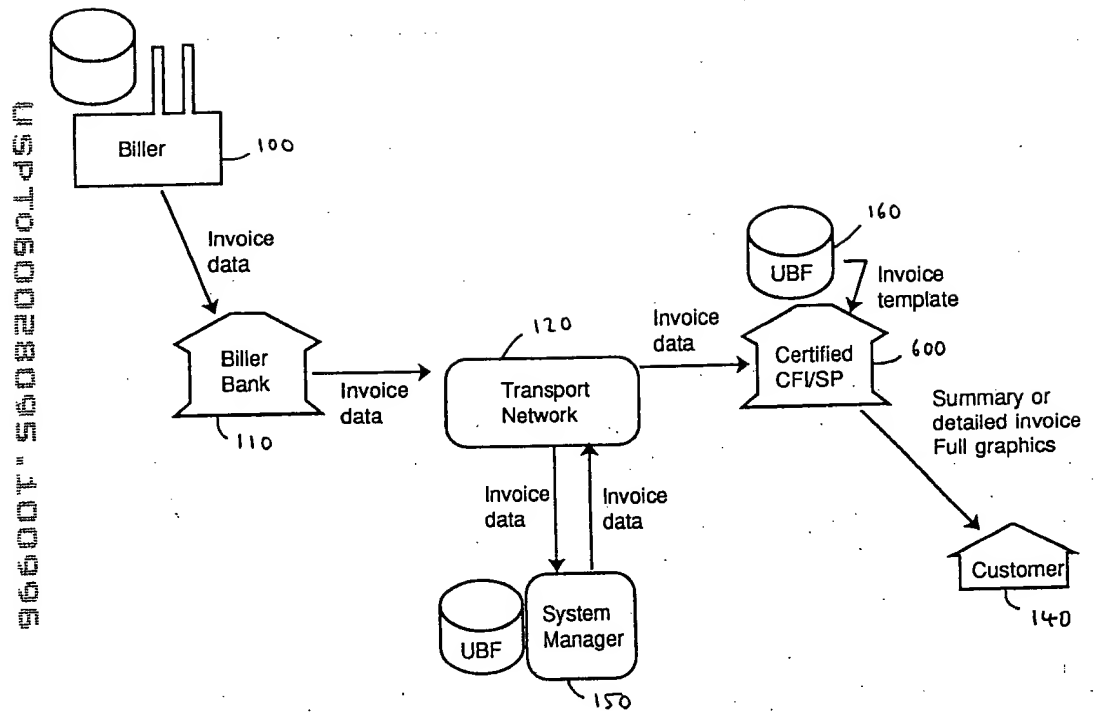 USPTO60028095.100996
Biller
100
Invoice
data
Biller
Bank
110
Invoice
data
120
Transport
Network
Invoice
data
Invoice
data
Invoice
data
UBF
System
Manager
150
160
UBF
Invoice
template
Certified
CFI/SP
600
Summary or
detailed invoice
Full graphics
Customer
140